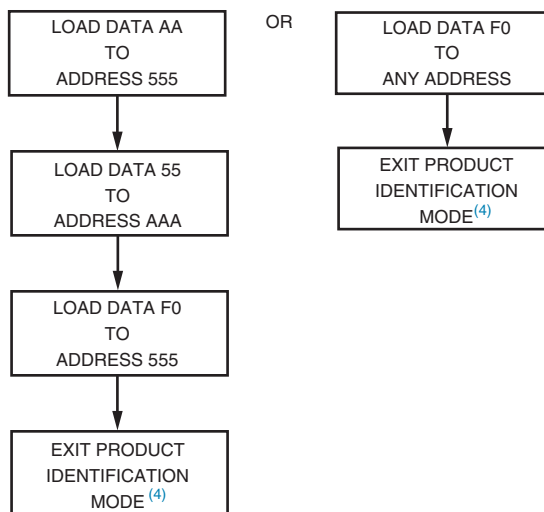 LOAD DATA AA
TO
ADDRESS 555
LOAD DATA 55
TO
ADDRESS AAA
LOAD DATA F0
TO
ADDRESS 555
EXIT PRODUCT
IDENTIFICATION
MODE (4)
OR
LOAD DATA F0
TO
ANY ADDRESS
EXIT PRODUCT
IDENTIFICATION
MODE(4)